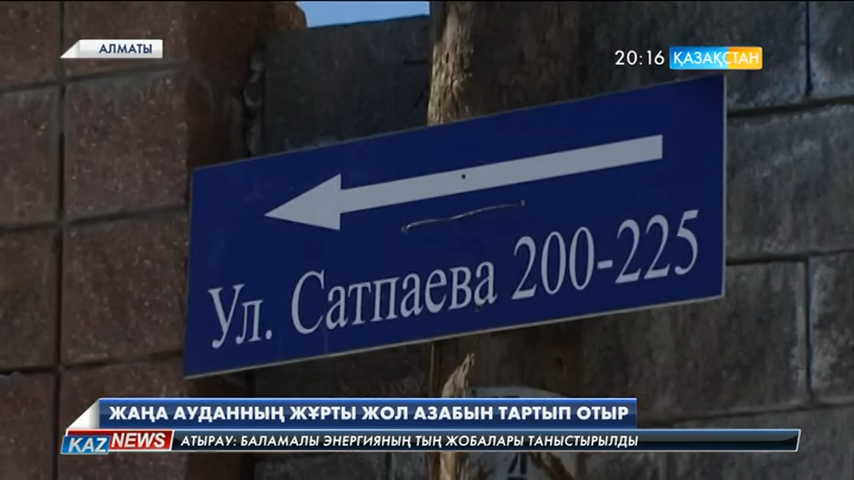 АЛМАТЫ
20:16 ҚАЗАҚСТАН
Ул. Сатпаева 200-225
ЖАҢА АУДАННЫҢ ЖҰРТЫ ЖОЛ АЗАБЫН ТАРТЫП ОТЫР
KAZ NEWS АТЫРАУ: БАЛАМАЛЫ ЭНЕРГИЯНЫҢ ТЫҢ ЖОБАЛАРЫ ТАНЫСТЫРЫЛДЫ